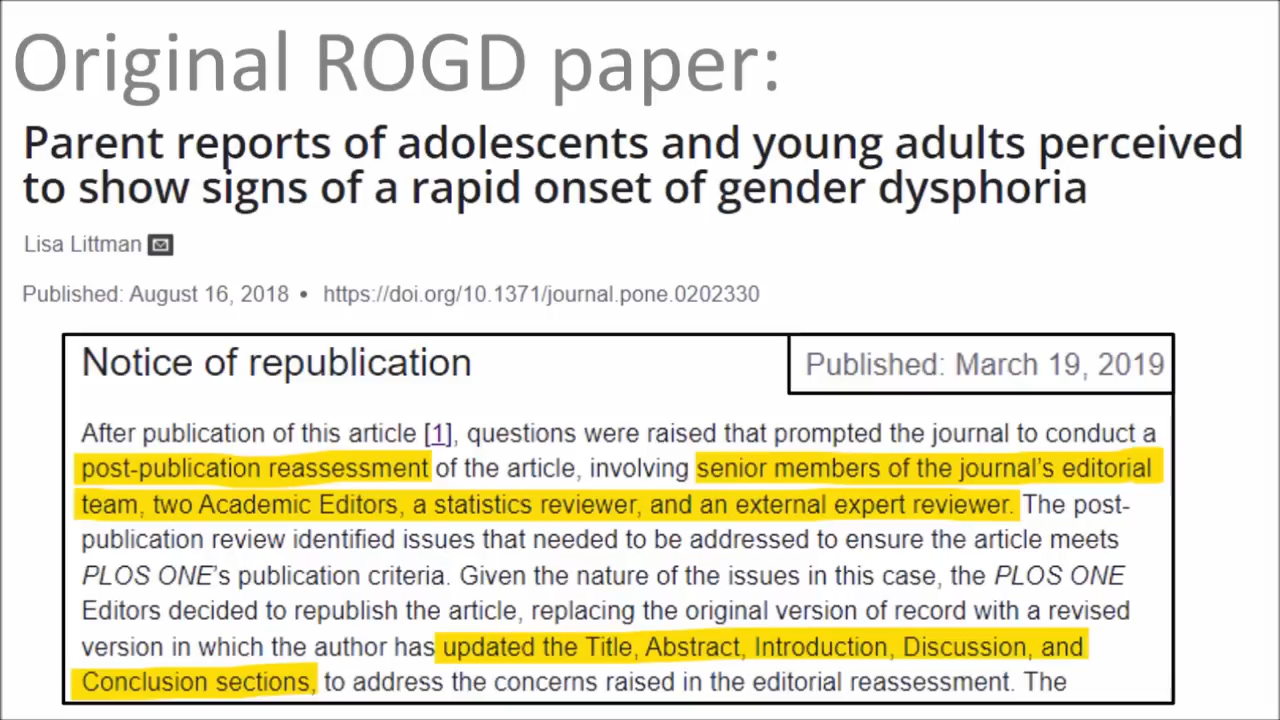 Original ROGD paper:
Parent reports of adolescents and young adults perceived
to show signs of a rapid onset of gender dysphoria
Lisa Littman
Published: August 16, 2018 • https://doi.org/10.1371/journal.pone.0202330
Notice of republication
Published: March 19, 2019
After publication of this article [1], questions were raised that prompted the journal to conduct a
post-publication reassessment of the article, involving senior members of the journal's editorial
team, two Academic Editors, a statistics reviewer, and an external expert reviewer. The post-
publication review identified issues that needed to be addressed to ensure the article meets
PLOS ONE's publication criteria. Given the nature of the issues in this case, the PLOS ONE
Editors decided to republish the article, replacing the original version of record with a revised
version in which the author has updated the Title, Abstract, Introduction, Discussion, and
Conclusion sections, to address the concerns raised in the editorial reassessment. The